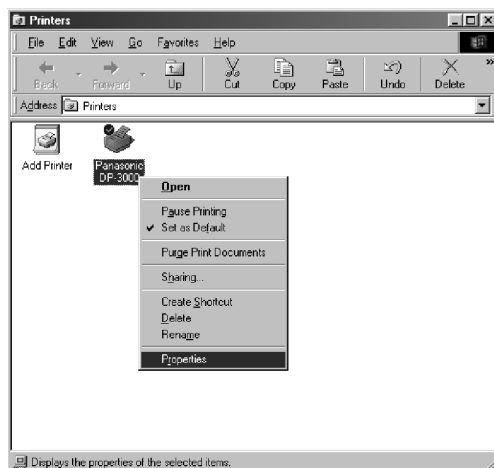 Printers
File Edit View Go Favorites Help
Back Forward Up Cut Copy Paste Undo Delete »
Address Printers
Add Printer
Panasonic
DP-3000
Open
Pause Printing
Set as Default
Purge Print Documents
Sharing...
Create Shortcut
Delete
Rename
Properties
Displays the properties of the selected items.